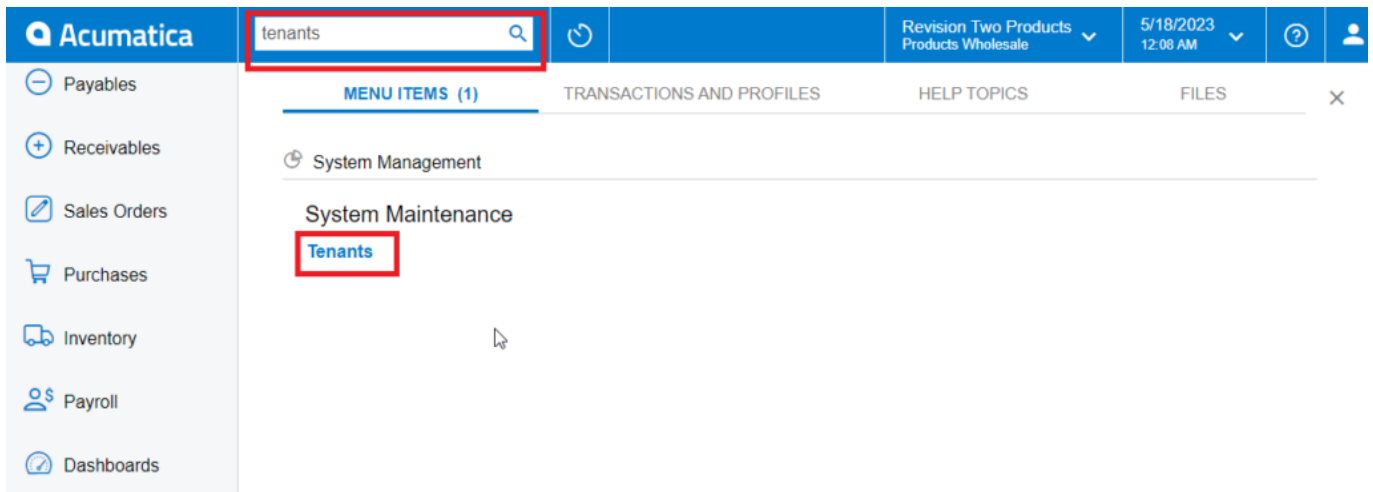 Acumatica
tenants
Revision Two Products
Products Wholesale
5/18/2023
12:08 AM
Payables
Receivables
Sales Orders
Purchases
Inventory
Payroll
Dashboards
MENU ITEMS (1)
TRANSACTIONS AND PROFILES
HELP TOPICS
FILES
System Management
System Maintenance
Tenants